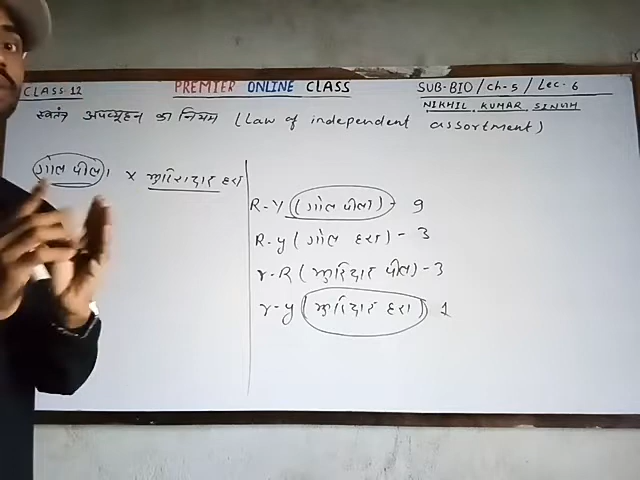 CLASS-12
PREMIER ONLINE CLASS
SUB-BIO/Ch-5/Lec-6
NIKHIL KUMAR SINGH
स्वतंत्र अपव्यूहन का नियम (Law of independent assortment)
गोल पीला x झुर्रीदार हरा
R-Y (गोल पीला) - 9
R-y (गोल हरा) - 3
r-R (झुर्रीदार पीला) - 3
r-y (झुर्रीदार हरा) 1